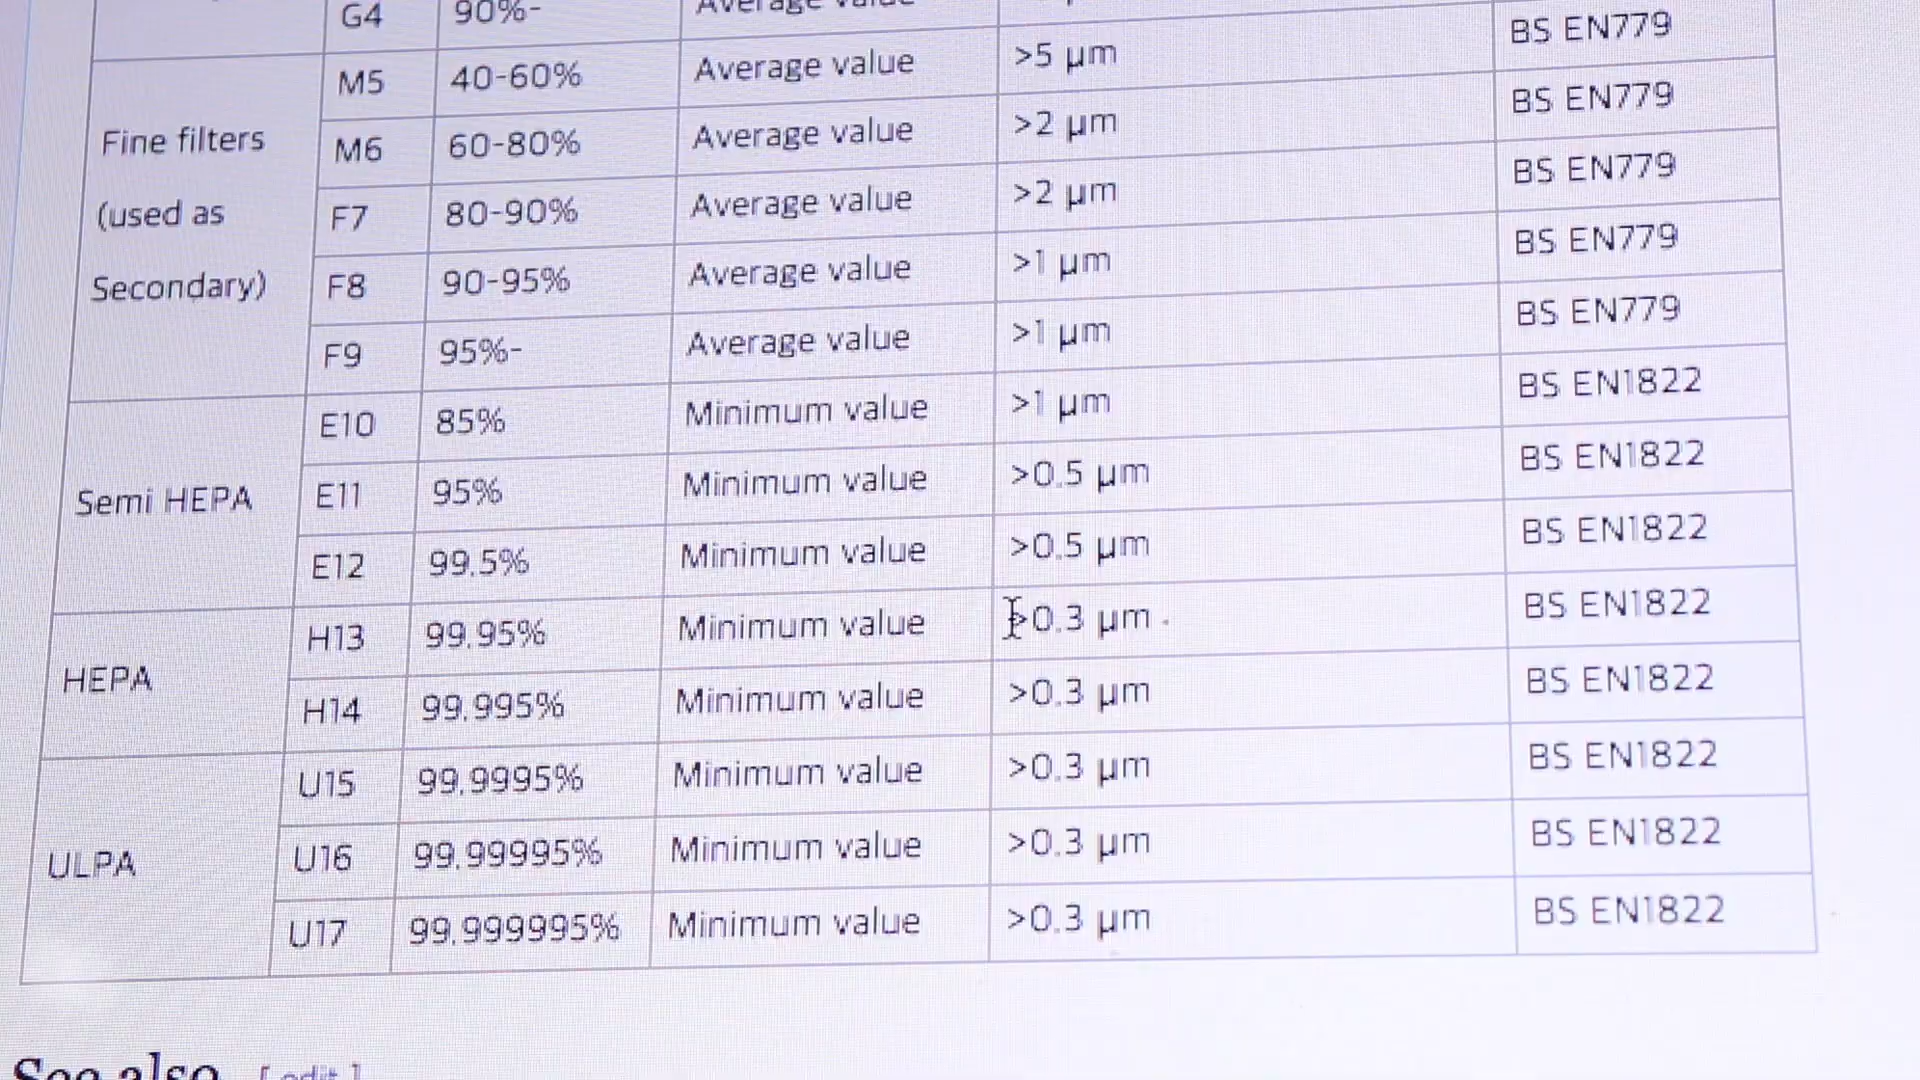 G4 90%- Average value
M5 40-60% Average value >5 μm BS EN779
Fine filters
(used as
Secondary)
M6 60-80% Average value >2 μm BS EN779
F7 80-90% Average value >2 μm BS EN779
F8 90-95% Average value >1 μm BS EN779
F9 95%- Average value >1 μm BS EN779
Semi HEPA
E10 85% Minimum value >1 μm BS EN1822
E11 95% Minimum value >0.5 μm BS EN1822
E12 99.5% Minimum value >0.5 μm BS EN1822
HEPA
H13 99.95% Minimum value >0.3 μm BS EN1822
H14 99.995% Minimum value >0.3 μm BS EN1822
ULPA
U15 99.9995% Minimum value >0.3 μm BS EN1822
U16 99.99995% Minimum value >0.3 μm BS EN1822
U17 99.999995% Minimum value >0.3 μm BS EN1822
See also [ edit ]